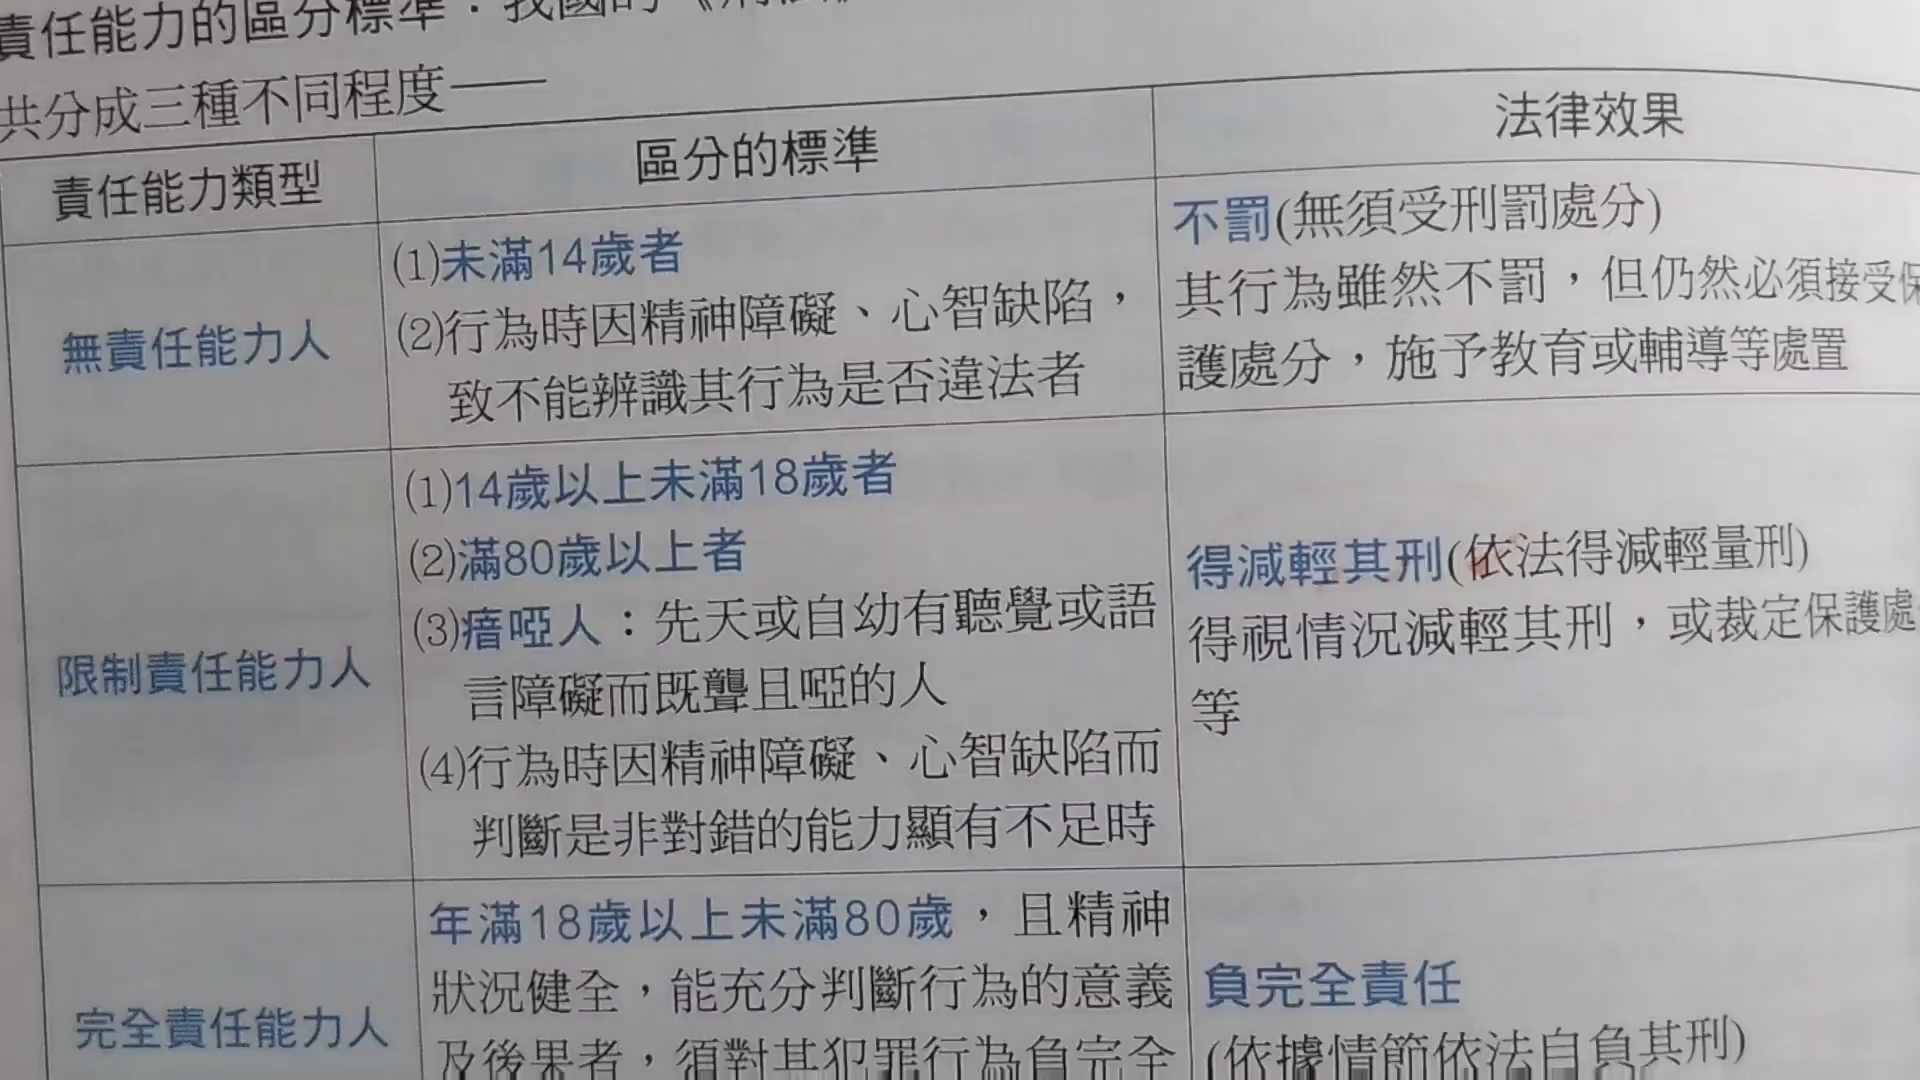 責任能力的區分標準：我國的《刑法》
共分成三種不同程度——
責任能力類型
區分的標準
法律效果
無責任能力人
(1)未滿14歲者
(2)行為時因精神障礙、心智缺陷，
致不能辨識其行為是否違法者
不罰(無須受刑罰處分)
其行為雖然不罰，但仍然必須接受保
護處分，施予教育或輔導等處置
限制責任能力人
(1)14歲以上未滿18歲者
(2)滿80歲以上者
(3)瘖啞人：先天或自幼有聽覺或語
言障礙而既聾且啞的人
(4)行為時因精神障礙、心智缺陷而
判斷是非對錯的能力顯有不足時
得減輕其刑(依法得減輕量刑)
得視情況減輕其刑，或裁定保護處
等
完全責任能力人
年滿18歲以上未滿80歲，且精神
狀況健全，能充分判斷行為的意義
及後果者，須對其犯罪行為負完全
負完全責任
(依據情節依法自負其刑)